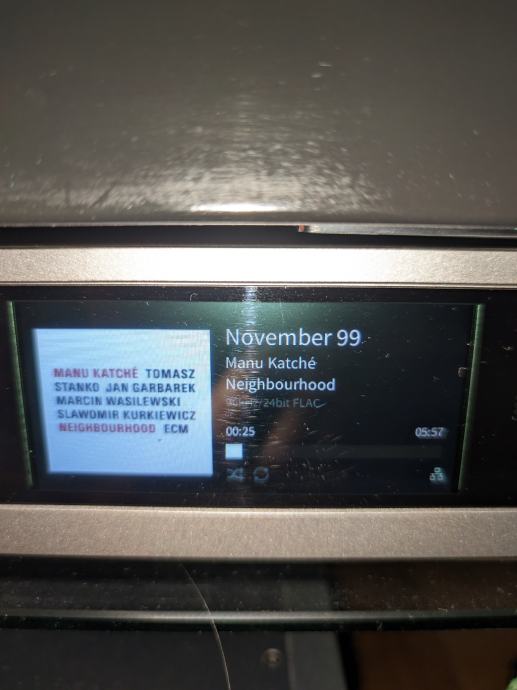 MANU KATCHÉ TOMASZ
STANKO JAN GARBAREK
MARCIN WASILEWSKI
SLAWOMIR KURKIEWICZ
NEIGHBOURHOOD ECM
November 99
Manu Katché
Neighbourhood
/24bit FLAC
00:25
05:57